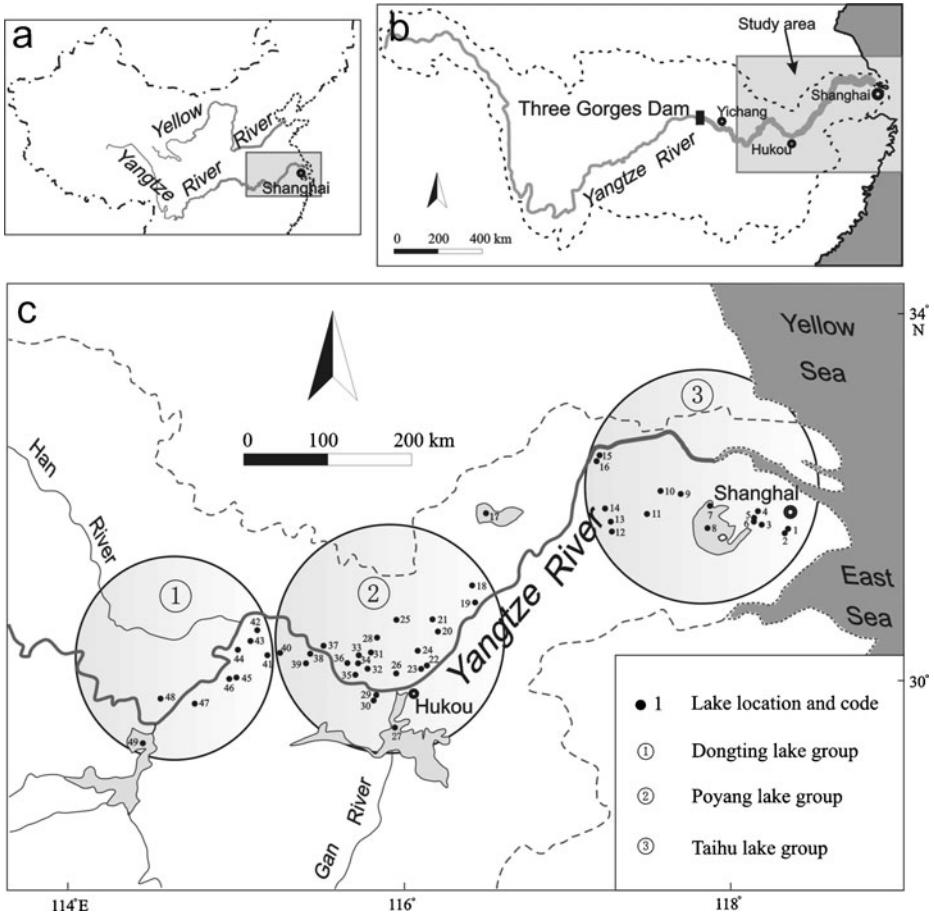 a
Yellow
River
Yangtze
River
Shanghai
b
Study area
Three Gorges Dam
Yichang
Shanghai
Hukou
Yangtze River
0 200 400 km
c
34°
N
Yellow
Sea
3
0 100 200 km
Han
River
15
16
10
9
Shanghai
14
13
12
11
7
8
5
4
6
3
1
2
17
Yangtze River
East
Sea
1
2
18
19
42
43
44
41
40
46
45
48
47
49
37
38
39
28
25
21
20
33
31
36
34
32
35
24
26
23
22
29
30
27
Hukou
30°
Gan River
1 Lake location and code
1 Dongting lake group
2 Poyang lake group
3 Taihu lake group
114°E
116°
118°